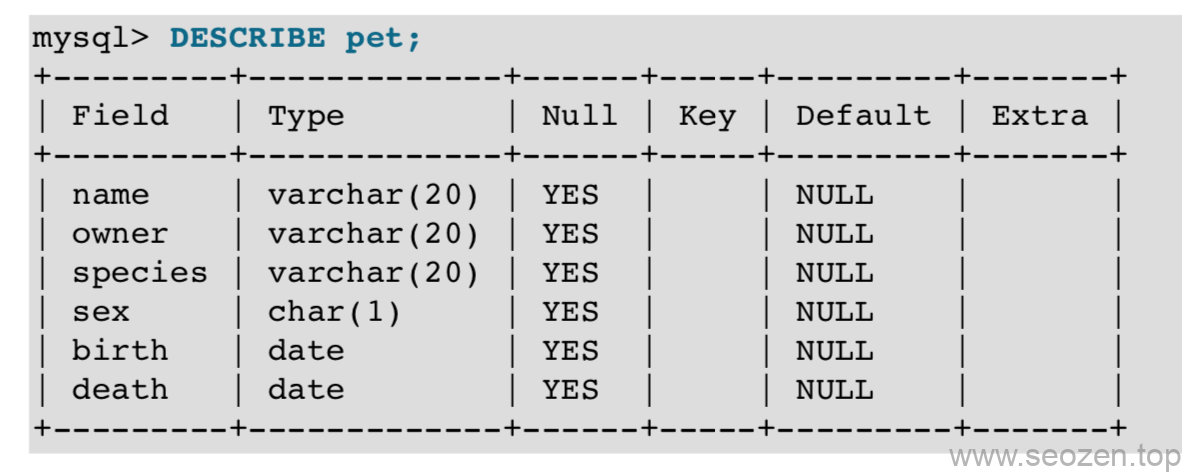 mysql> DESCRIBE pet;
+---------+-------------+------+-----+---------+-------+
| Field   | Type        | Null | Key | Default | Extra |
+---------+-------------+------+-----+---------+-------+
| name    | varchar(20) | YES  |     | NULL    |       |
| owner   | varchar(20) | YES  |     | NULL    |       |
| species | varchar(20) | YES  |     | NULL    |       |
| sex     | char(1)     | YES  |     | NULL    |       |
| birth   | date        | YES  |     | NULL    |       |
| death   | date        | YES  |     | NULL    |       |
+---------+-------------+------+-----+---------+-------+
www.seozen.top